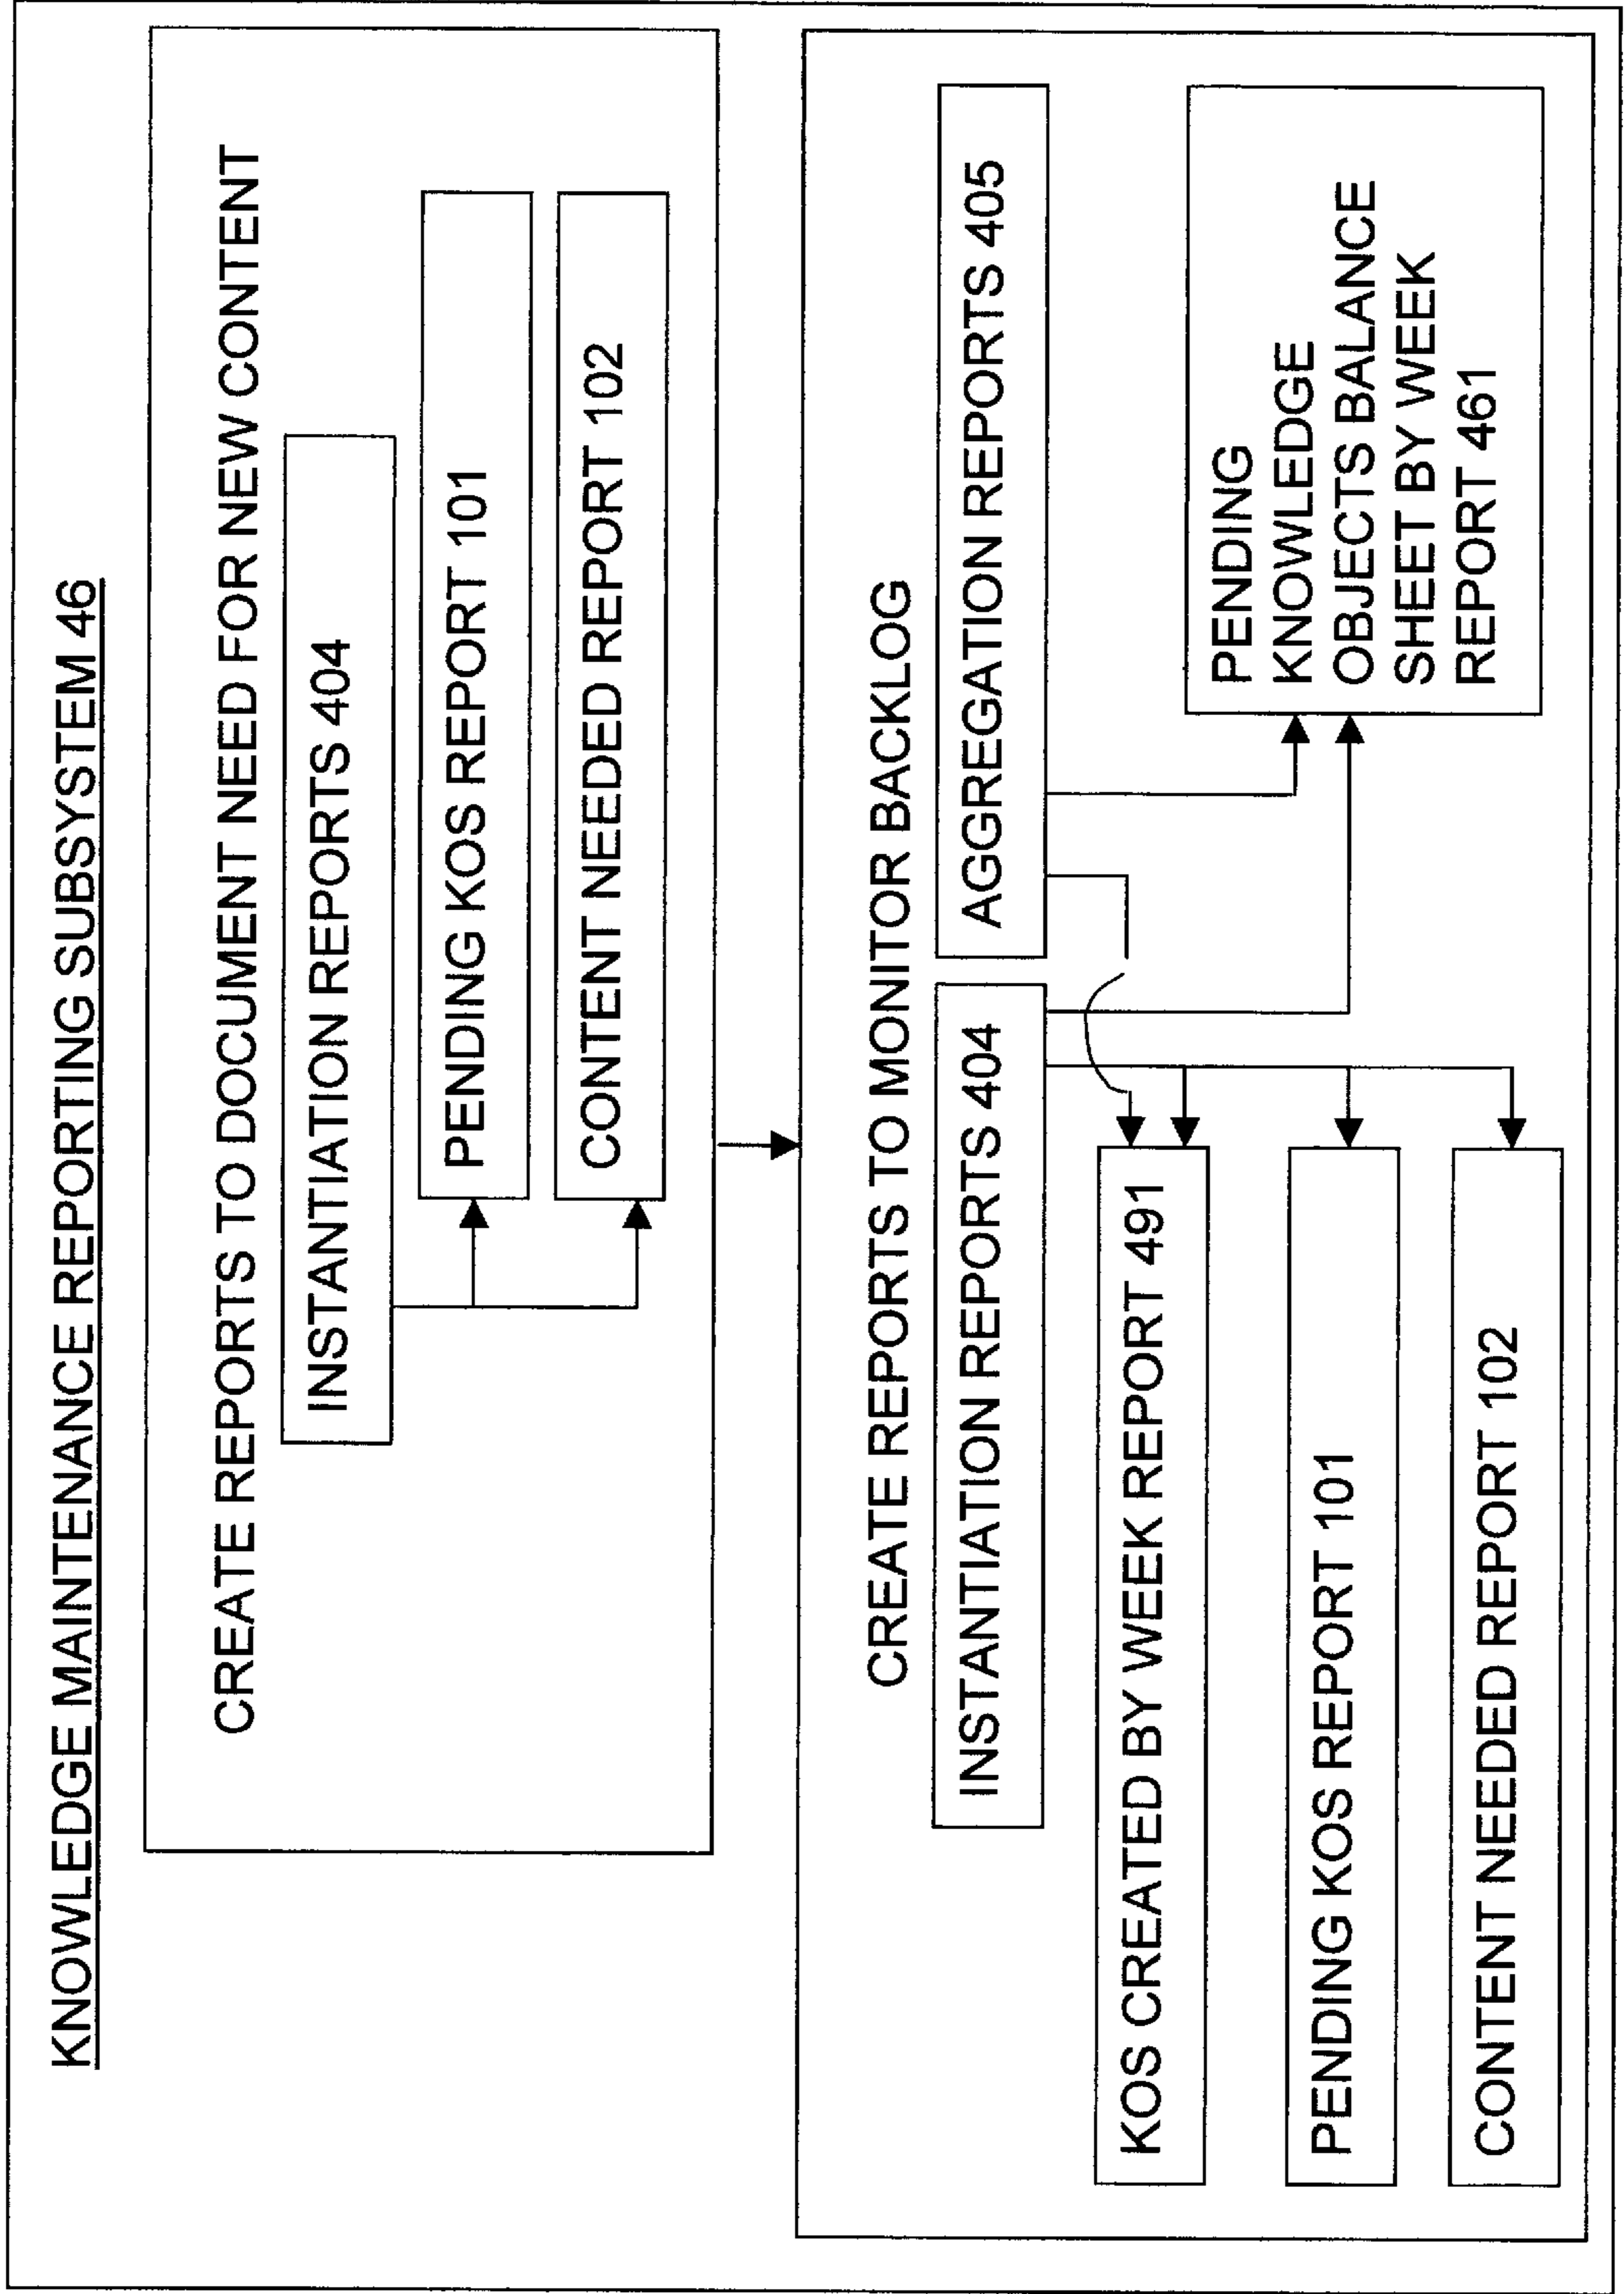 KNOWLEDGE MAINTENANCE REPORTING SUBSYSTEM 46
CREATE REPORTS TO DOCUMENT NEED FOR NEW CONTENT
INSTANTIATION REPORTS 404
PENDING KOS REPORT 101
CONTENT NEEDED REPORT 102
CREATE REPORTS TO MONITOR BACKLOG
INSTANTIATION REPORTS 404
AGGREGATION REPORTS 405
KOS CREATED BY WEEK REPORT 491
PENDING KOS REPORT 101
CONTENT NEEDED REPORT 102
PENDING
KNOWLEDGE
OBJECTS BALANCE
SHEET BY WEEK
REPORT 461